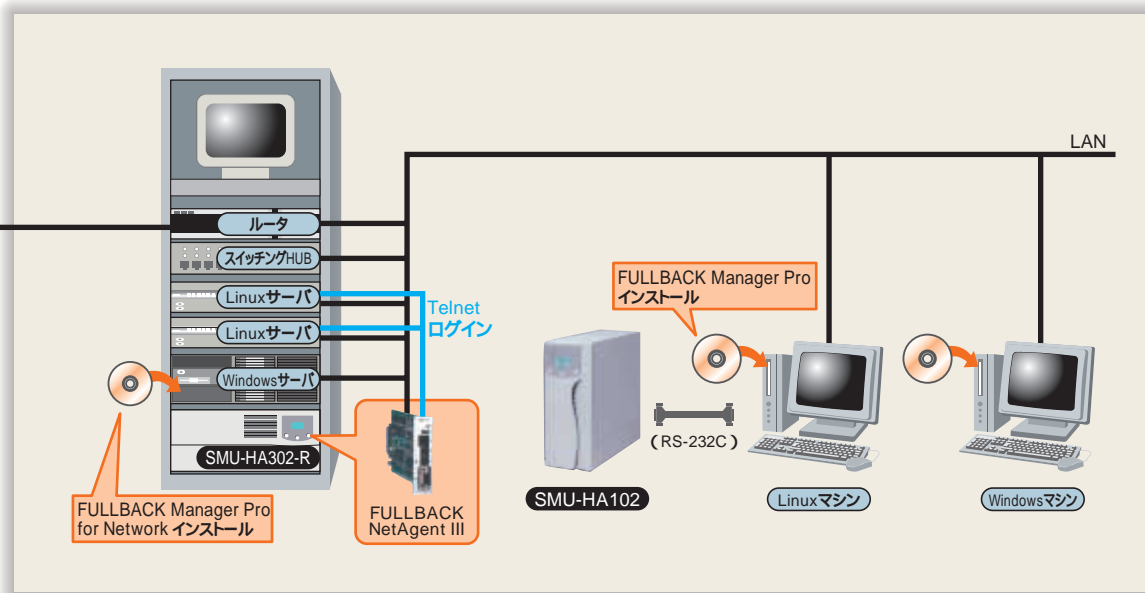 LAN
ルータ
スイッチングHUB
Linuxサーバ
Linuxサーバ
Windowsサーバ
SMU-HA302-R
Telnet
ログイン
FULLBACK Manager Pro
for Network インストール
FULLBACK
NetAgent III
FULLBACK Manager Pro
インストール
(RS-232C)
SMU-HA102
Linuxマシン
Windowsマシン